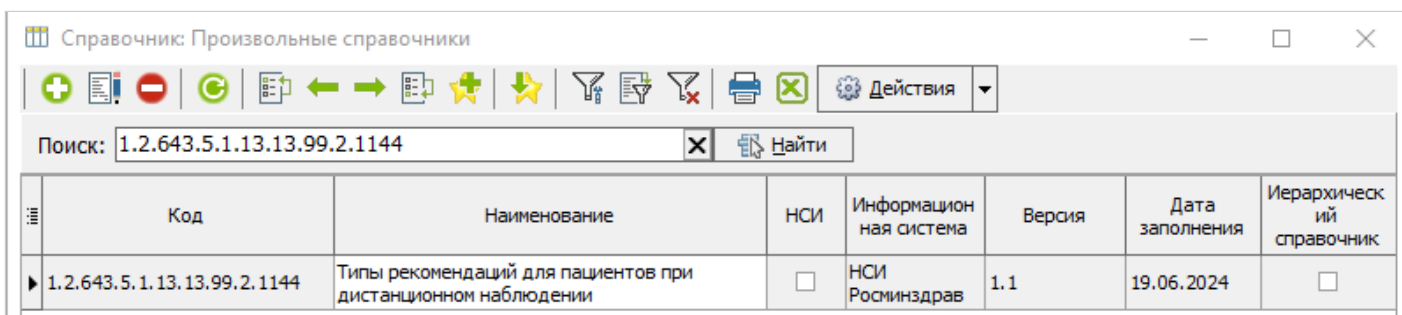 Справочник: Произвольные справочники
Действия
Поиск: 1.2.643.5.1.13.13.99.2.1144 Найти
Код Наименование НСИ Информацион ная система Версия Дата заполнения Иерархическ ий справочник
1.2.643.5.1.13.13.99.2.1144 Типы рекомендаций для пациентов при дистанционном наблюдении НСИ Росминздрав 1.1 19.06.2024